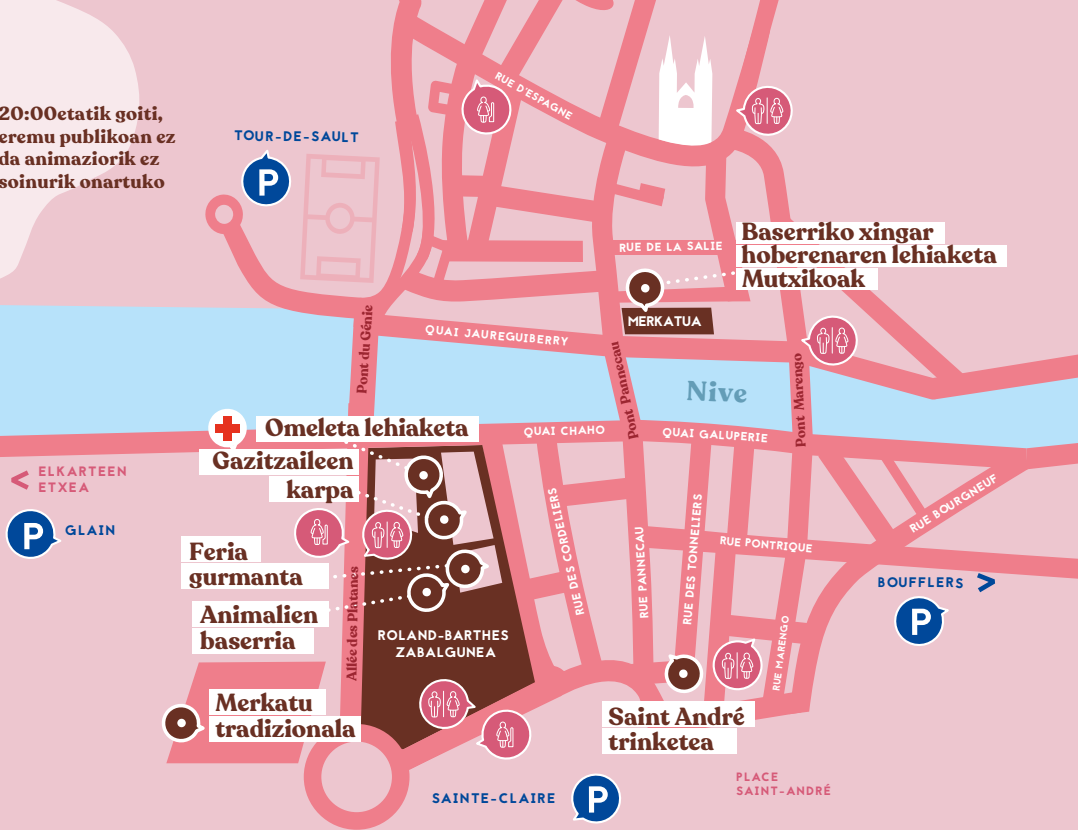 20:00etatik goiti,
eremu publikoan ez
da animaziorik ez
soinurik onartuko
TOUR-DE-SAULT
P
RUE D'ESPAGNE
RUE DE LA SALIE
Baserriko xingar
hoberenaren lehiaketa
Mutxikoak
MERKATUA
QUAI JAUREGUIBERRY
Pont du Génie
Pont Pannecau
Pont Marengo
Nive
QUAI CHAHO
QUAI GALUPERIE
Omeleta lehiaketa
Gazitzaileen
karpa
< ELKARTEEN
ETXEA
P GLAIN
Feria
gurmanta
Animalien
baserria
Allée des Platanes
ROLAND-BARTHES
ZABALGUNEA
Merkatu
tradizionala
RUE DES CORDELIERS
RUE PANNECAU
RUE DES TONNELIERS
RUE PONTRIQUE
RUE BOURGNEUF
RUE MARENGO
BOUFFLERS >
P
Saint André
trinketea
SAINTE-CLAIRE P
PLACE
SAINT-ANDRÉ